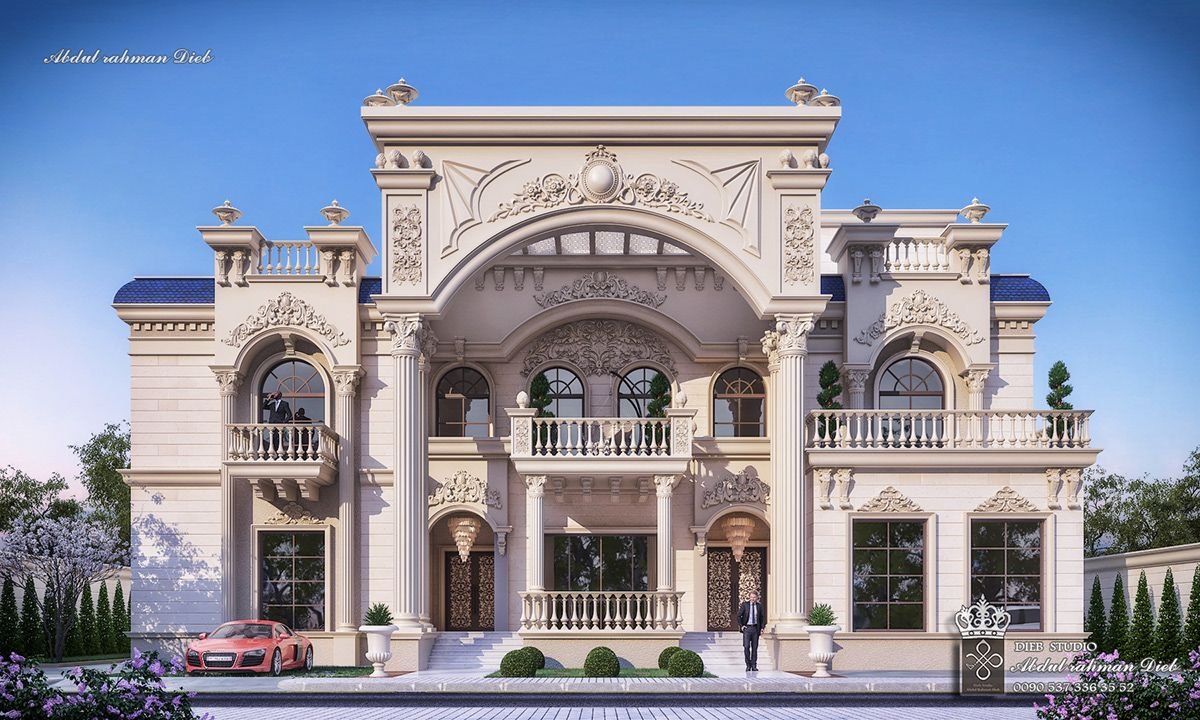 Abdul rahman Dieb
DIEB STUDIO
Abdul Rahman Dieb
0090 537 336 35 52